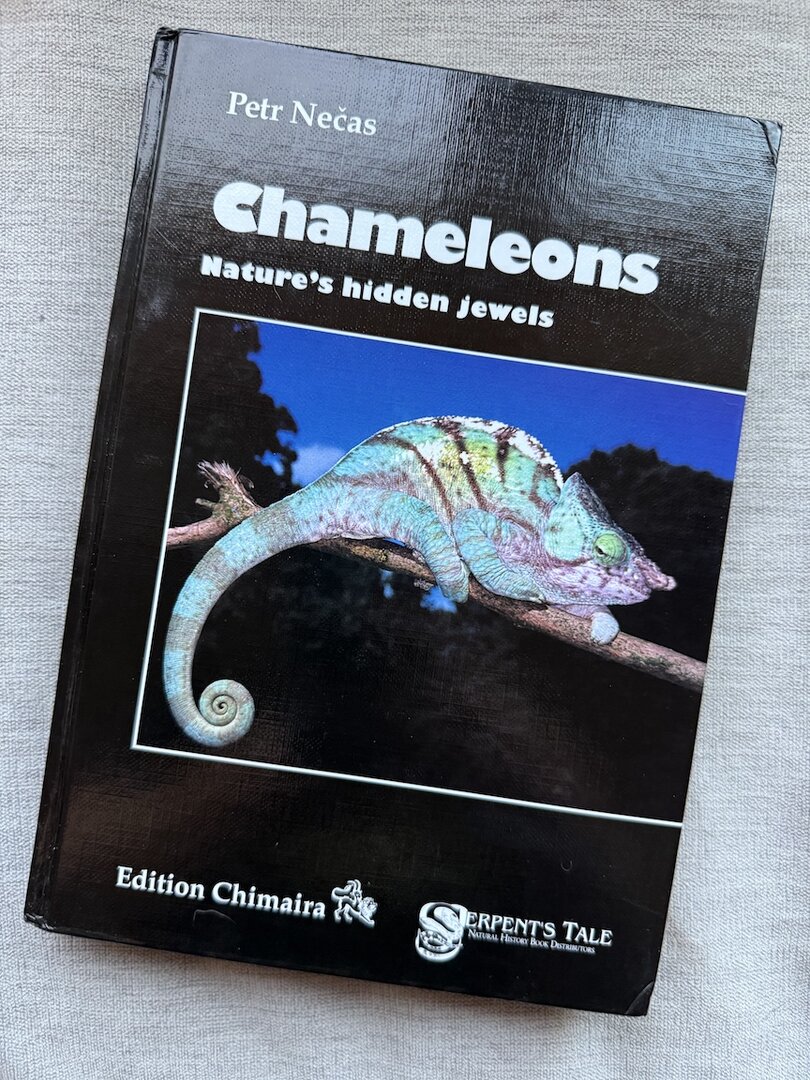 Petr Nečas
Chameleons
Nature's hidden jewels
Edition Chimaira
SERPENT'S TALE
NATURAL HISTORY BOOK DISTRIBUTORS